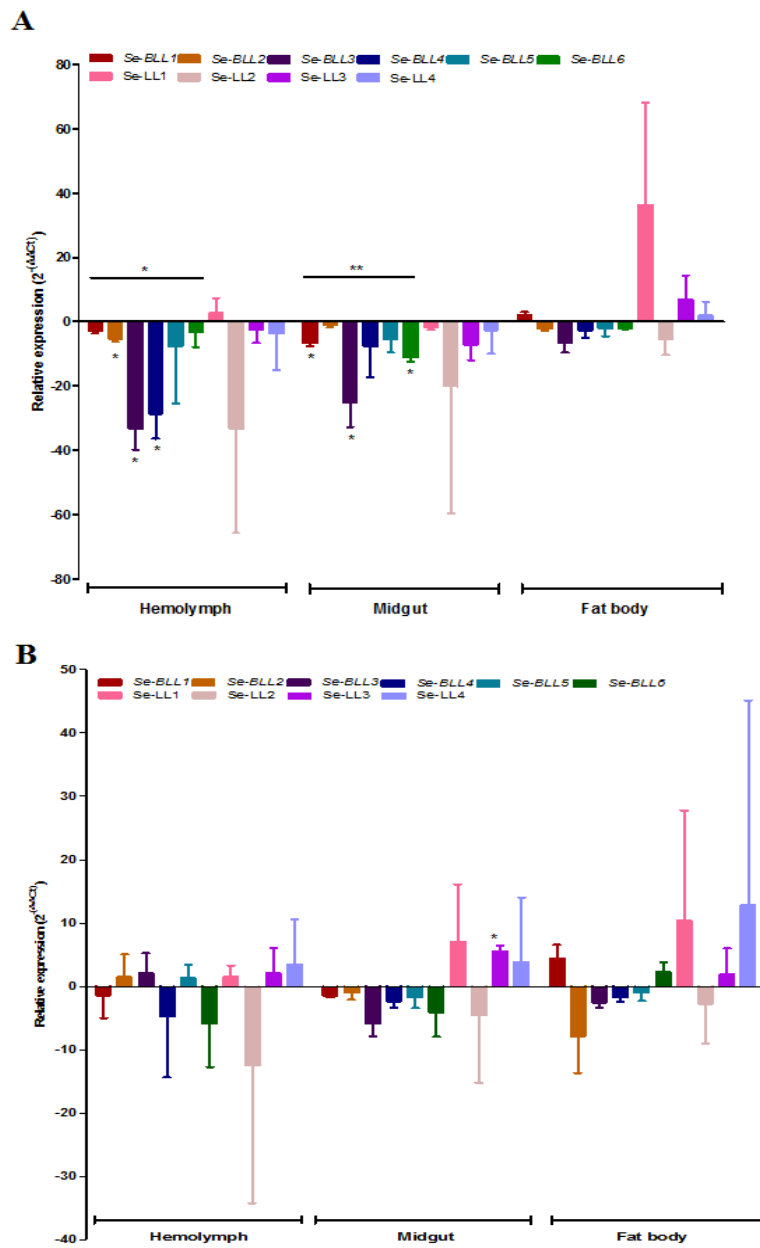 A
Se-BLL1 Se-BLL2 Se-BLL3 Se-BLL4 Se-BLL5 Se-BLL6
Se-LL1 Se-LL2 Se-LL3 Se-LL4
80
60
40
20
0
-20
-40
-60
-80
Relative expression (2^-(ΔΔCt))
* **
* * * * * *
Hemolymph Midgut Fat body
B
Se-BLL1 Se-BLL2 Se-BLL3 Se-BLL4 Se-BLL5 Se-BLL6
Se-LL1 Se-LL2 Se-LL3 Se-LL4
50
40
30
20
10
0
-10
-20
-30
-40
Relative expression (2^-(ΔΔCt))
*
Hemolymph Midgut Fat body